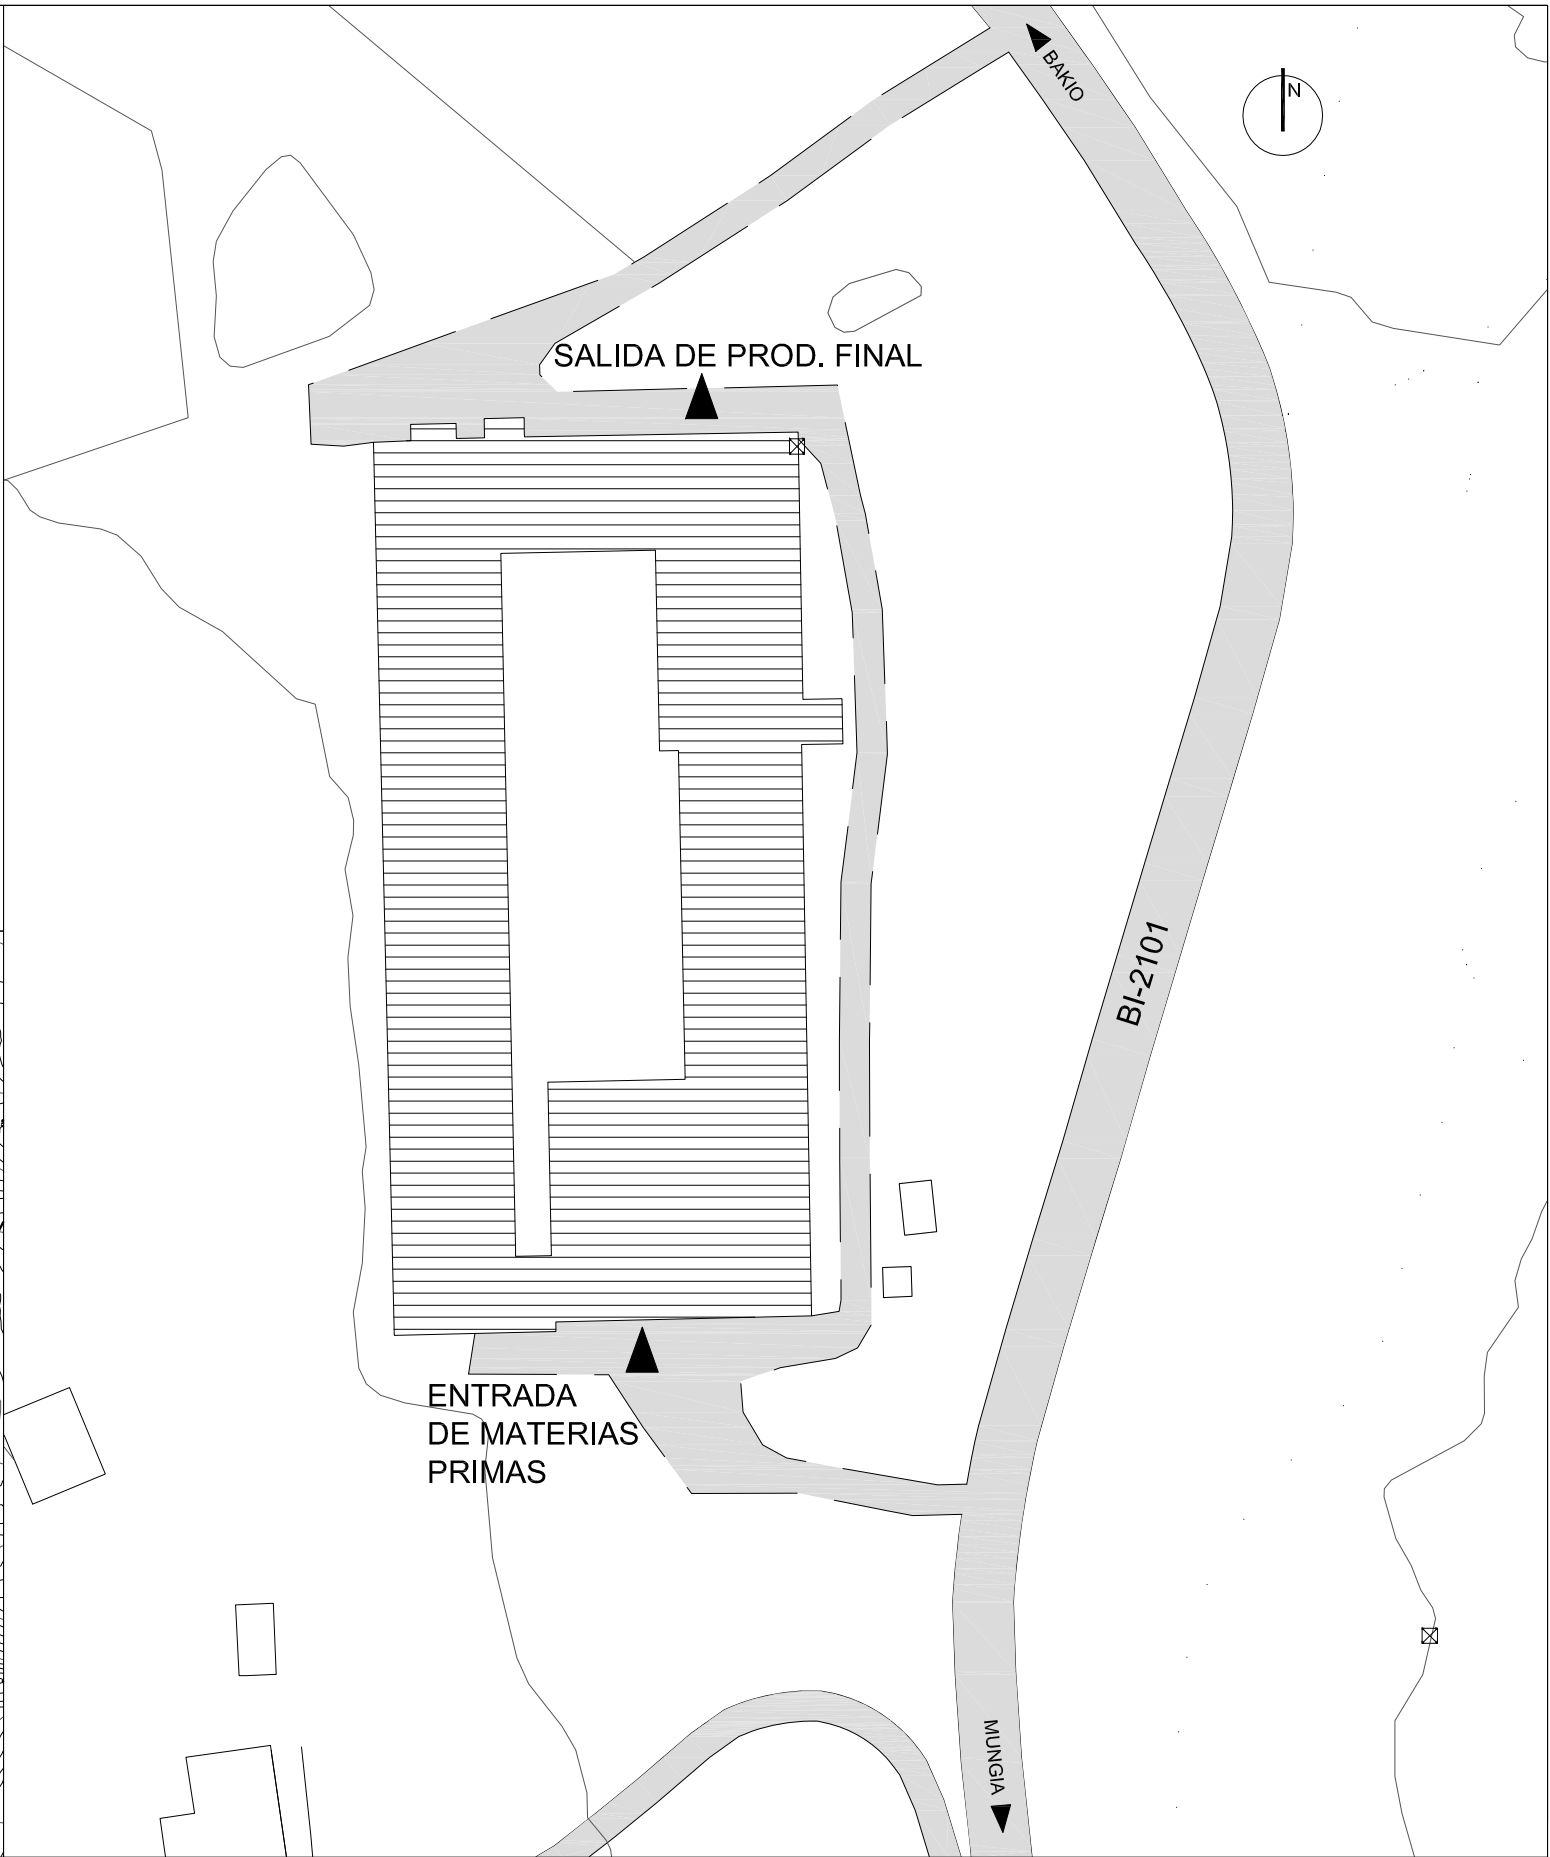 BAKIO
N
SALIDA DE PROD. FINAL
BI-2101
ENTRADA
DE MATERIAS
PRIMAS
MUNGIA